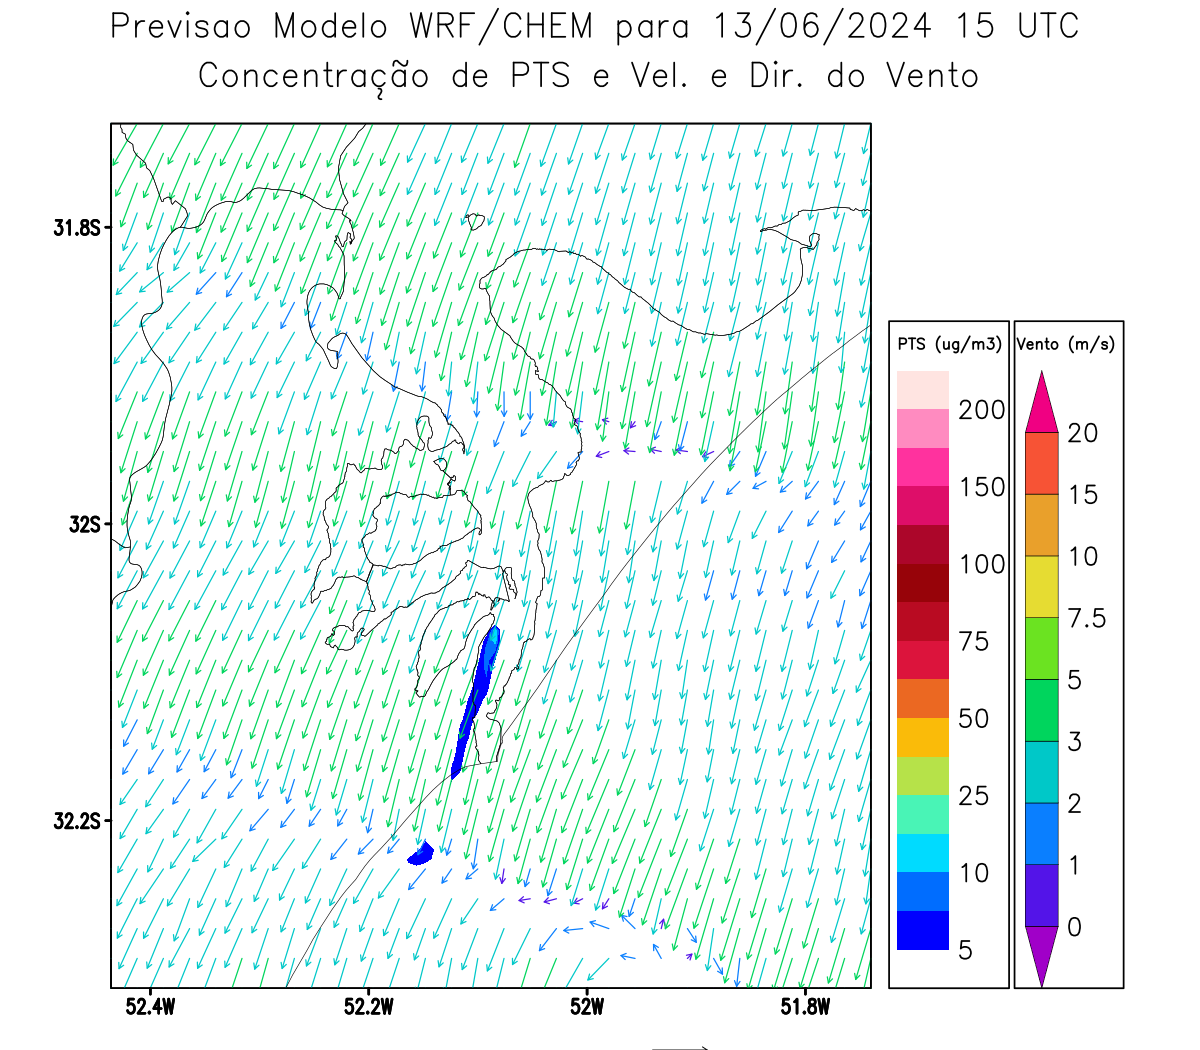 Previsao Modelo WRF/CHEM para 13/06/2024 15 UTC
Concentração de PTS e Vel. e Dir. do Vento
31.8S
32S
32.2S
52.4W 52.2W 52W 51.8W
PTS (ug/m3)
200
150
100
75
50
25
10
5
Vento (m/s)
20
15
10
7.5
5
3
2
1
0